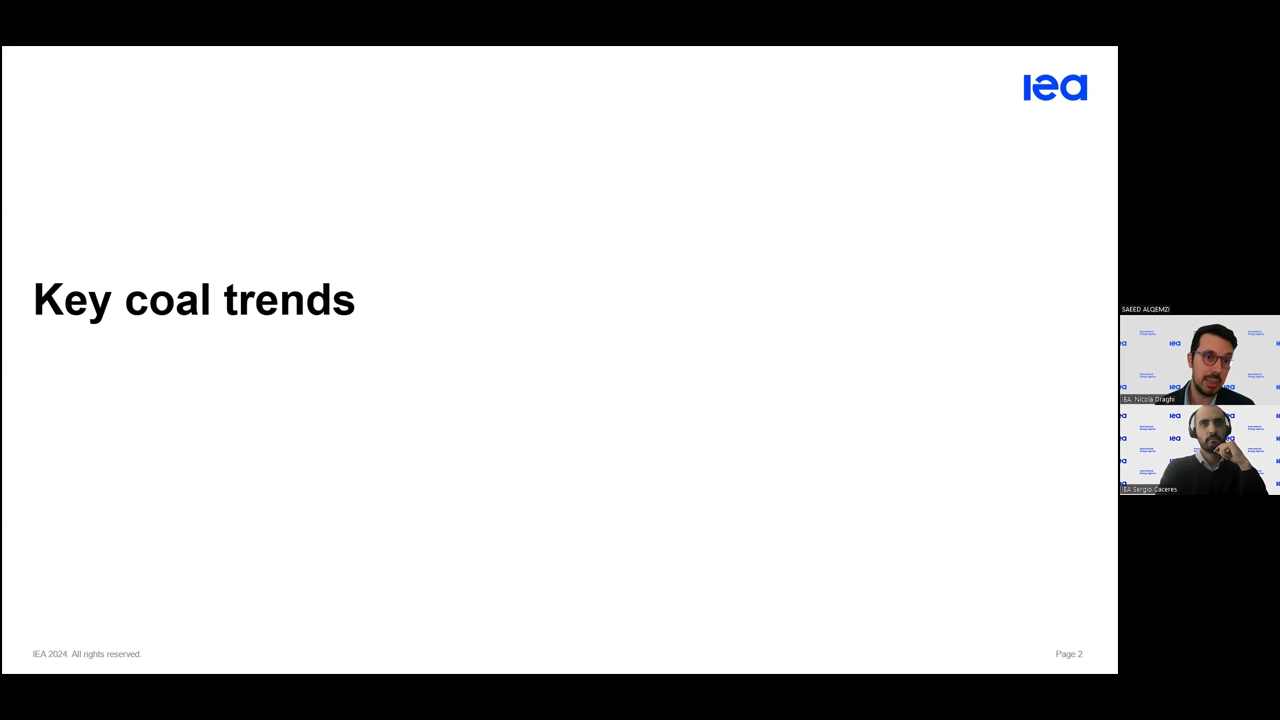 iea
Key coal trends
IEA 2024. All rights reserved.
Page 2
SAEED ALQEMZI
IEA. Nicola Draghi
IEA Sergio Caceres